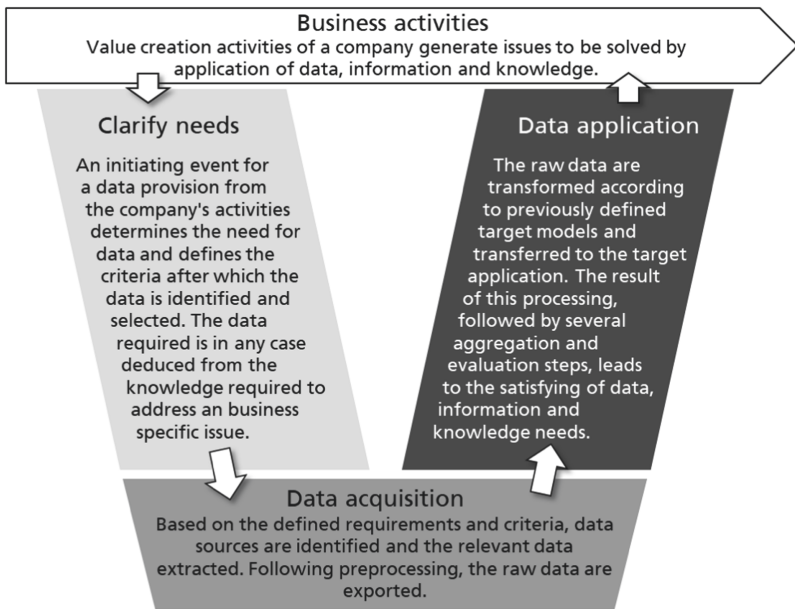 Business activities
Value creation activities of a company generate issues to be solved by
application of data, information and knowledge.
Clarify needs
An initiating event for
a data provision from
the company's activities
determines the need for
data and defines the
criteria after which the
data is identified and
selected. The data
required is in any case
deduced from the
knowledge required to
address an business
specific issue.
Data acquisition
Based on the defined requirements and criteria, data
sources are identified and the relevant data
extracted. Following preprocessing, the raw data are
exported.
Data application
The raw data are
transformed according
to previously defined
target models and
transferred to the target
application. The result
of this processing,
followed by several
aggregation and
evaluation steps, leads
to the satisfying of data,
information and
knowledge needs.